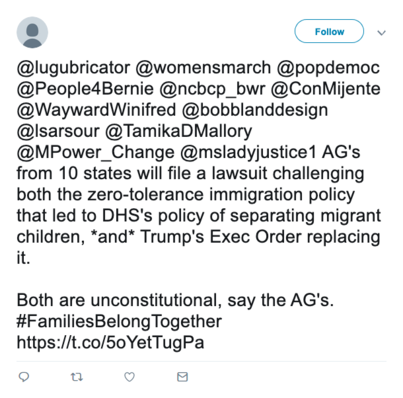 Follow
@lugubricator @womensmarch @popdemoc
@People4Bernie @ncbcp_bwr @ConMijente
@WaywardWinifred @bobblanddesign
@lsarsour @TamikaDMallory
@MPower_Change @msladyjustice1 AG's
from 10 states will file a lawsuit challenging
both the zero-tolerance immigration policy
that led to DHS's policy of separating migrant
children, *and* Trump's Exec Order replacing
it.
Both are unconstitutional, say the AG's.
#FamiliesBelongTogether
https://t.co/5oYetTugPa